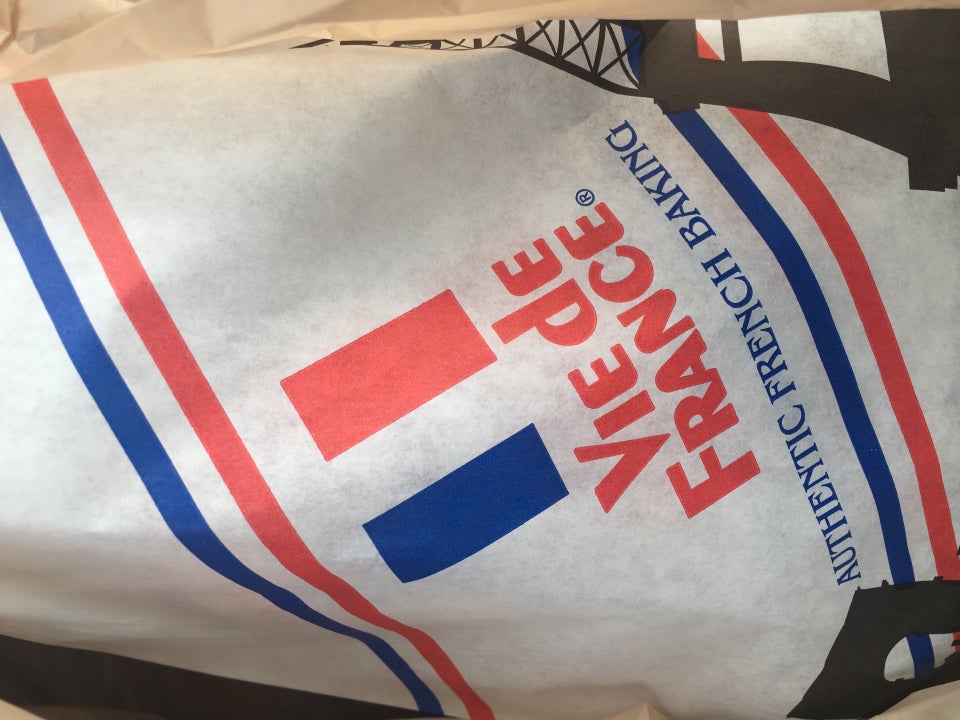 VIE DE
FRANCE®
AUTHENTIC FRENCH BAKING